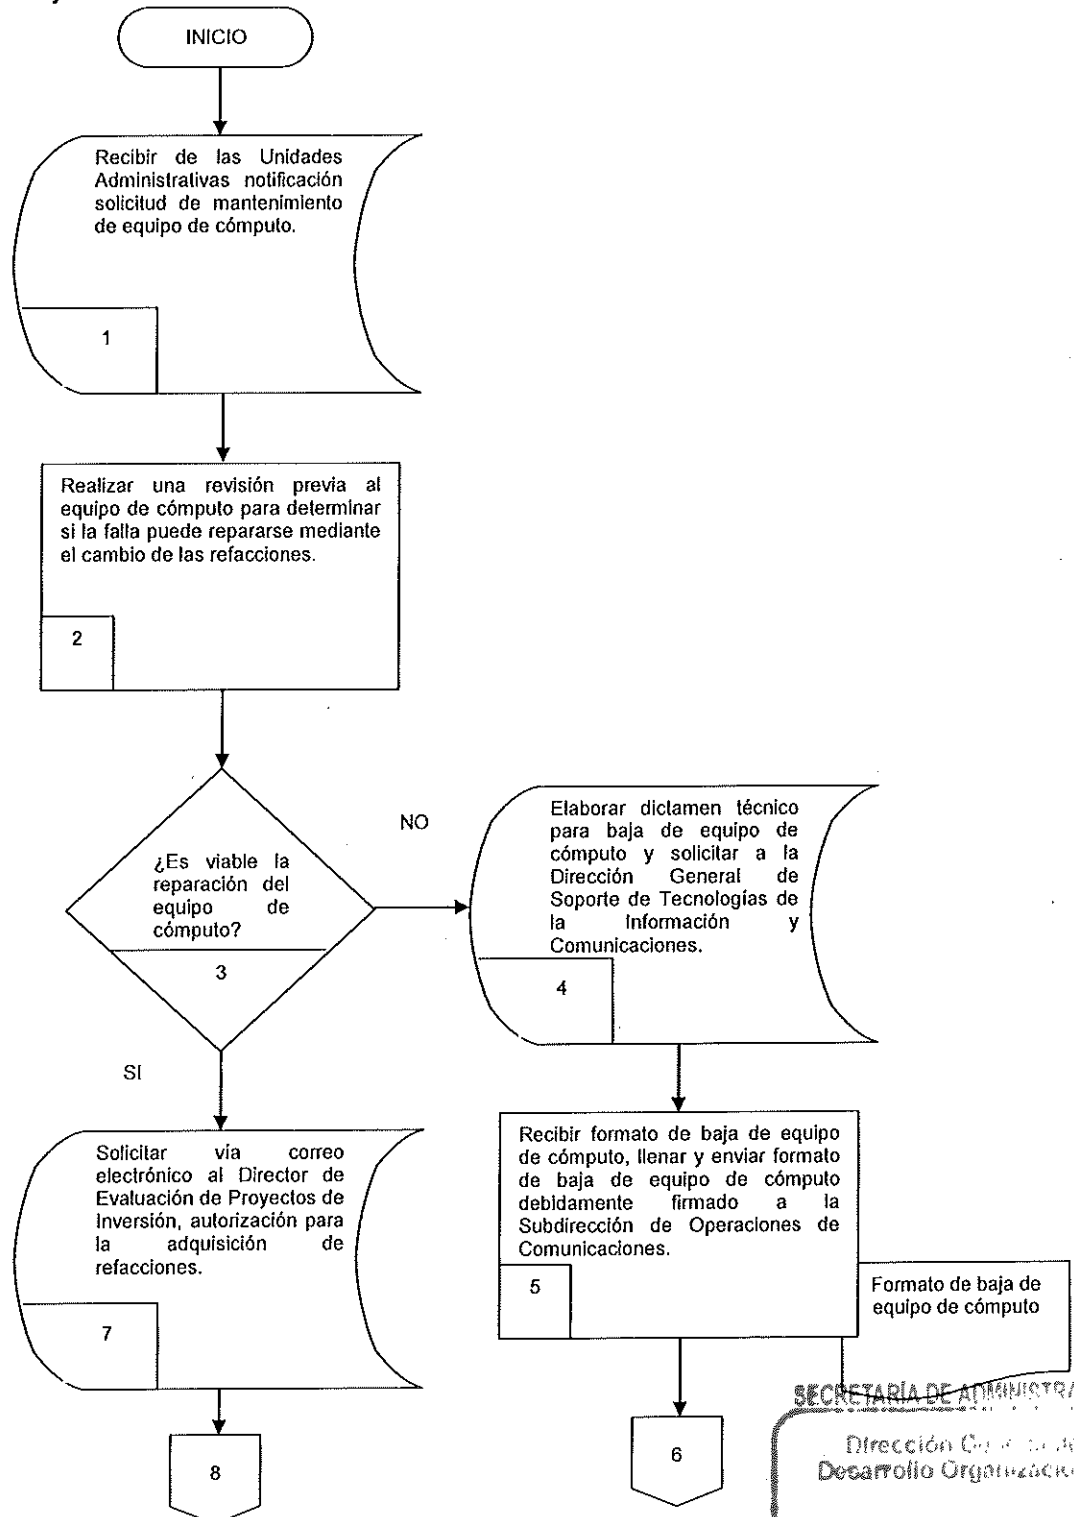 INICIO
Recibir de las Unidades
Administrativas notificación
solicitud de mantenimiento
de equipo de cómputo.
1
Realizar una revisión previa al
equipo de cómputo para determinar
si la falla puede repararse mediante
el cambio de las refacciones.
2
¿Es viable la
reparación del
equipo de
cómputo?
3
NO
Elaborar dictamen técnico
para baja de equipo de
cómputo y solicitar a la
Dirección General de
Soporte de Tecnologías de
la Información y
Comunicaciones.
4
SI
Solicitar vía correo
electrónico al Director de
Evaluación de Proyectos de
Inversión, autorización para
la adquisición de
refacciones.
7
Recibir formato de baja de equipo
de cómputo, llenar y enviar formato
de baja de equipo de cómputo
debidamente firmado a la
Subdirección de Operaciones de
Comunicaciones.
5
Formato de baja de
equipo de cómputo
8
6
SECRETARÍA DE
Dirección
Desarrollo